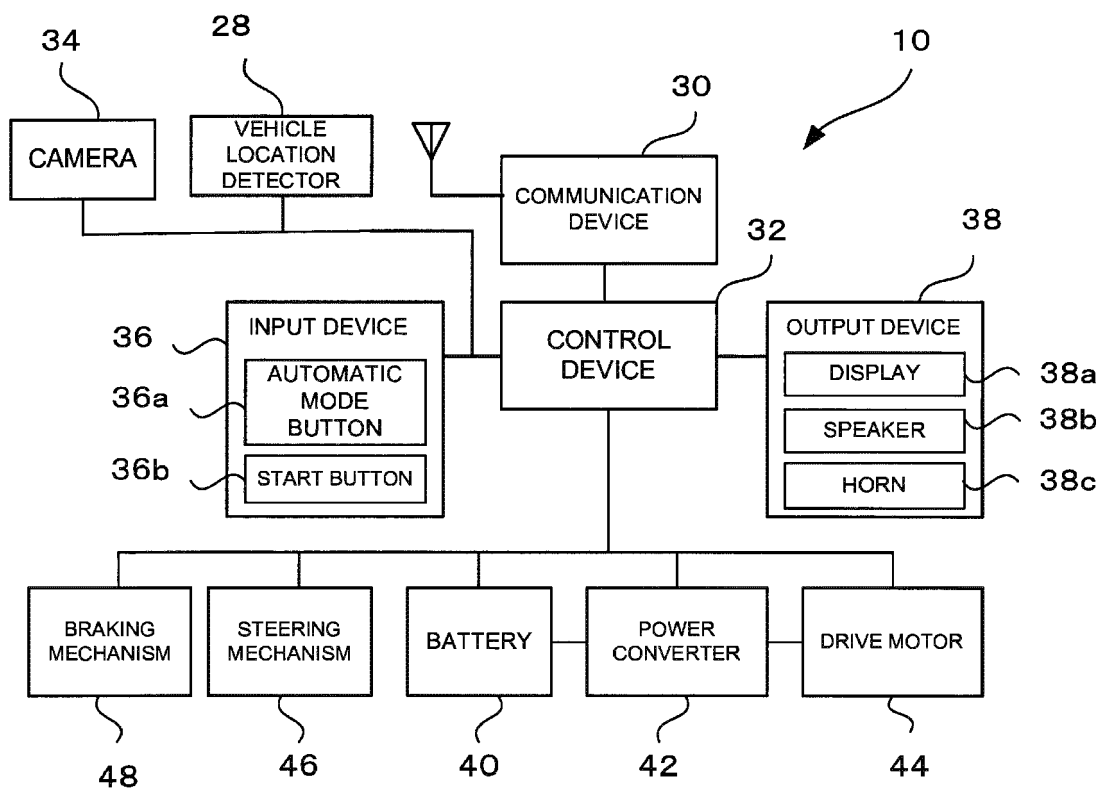 34
28
10
30
CAMERA
VEHICLE
LOCATION
DETECTOR
COMMUNICATION
DEVICE
32
38
36
INPUT DEVICE
CONTROL
DEVICE
OUTPUT DEVICE
36a
AUTOMATIC
MODE
BUTTON
DISPLAY
38a
SPEAKER
38b
36b
START BUTTON
HORN
38c
BRAKING
MECHANISM
STEERING
MECHANISM
BATTERY
POWER
CONVERTER
DRIVE MOTOR
48
46
40
42
44